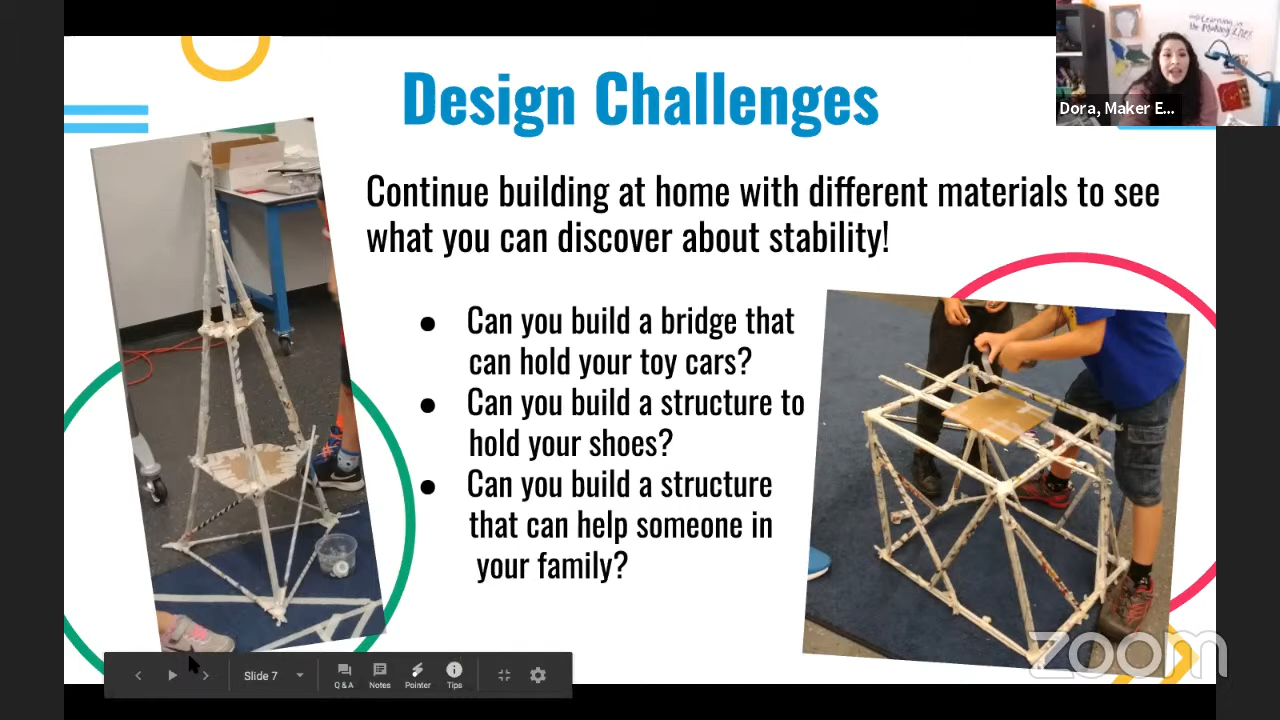 Design Challenges
Dora, Maker E...
Continue building at home with different materials to see
what you can discover about stability!
● Can you build a bridge that
can hold your toy cars?
● Can you build a structure to
hold your shoes?
● Can you build a structure
that can help someone in
your family?
zoom
Slide 7
Q & A
Notes
Pointer
Tips